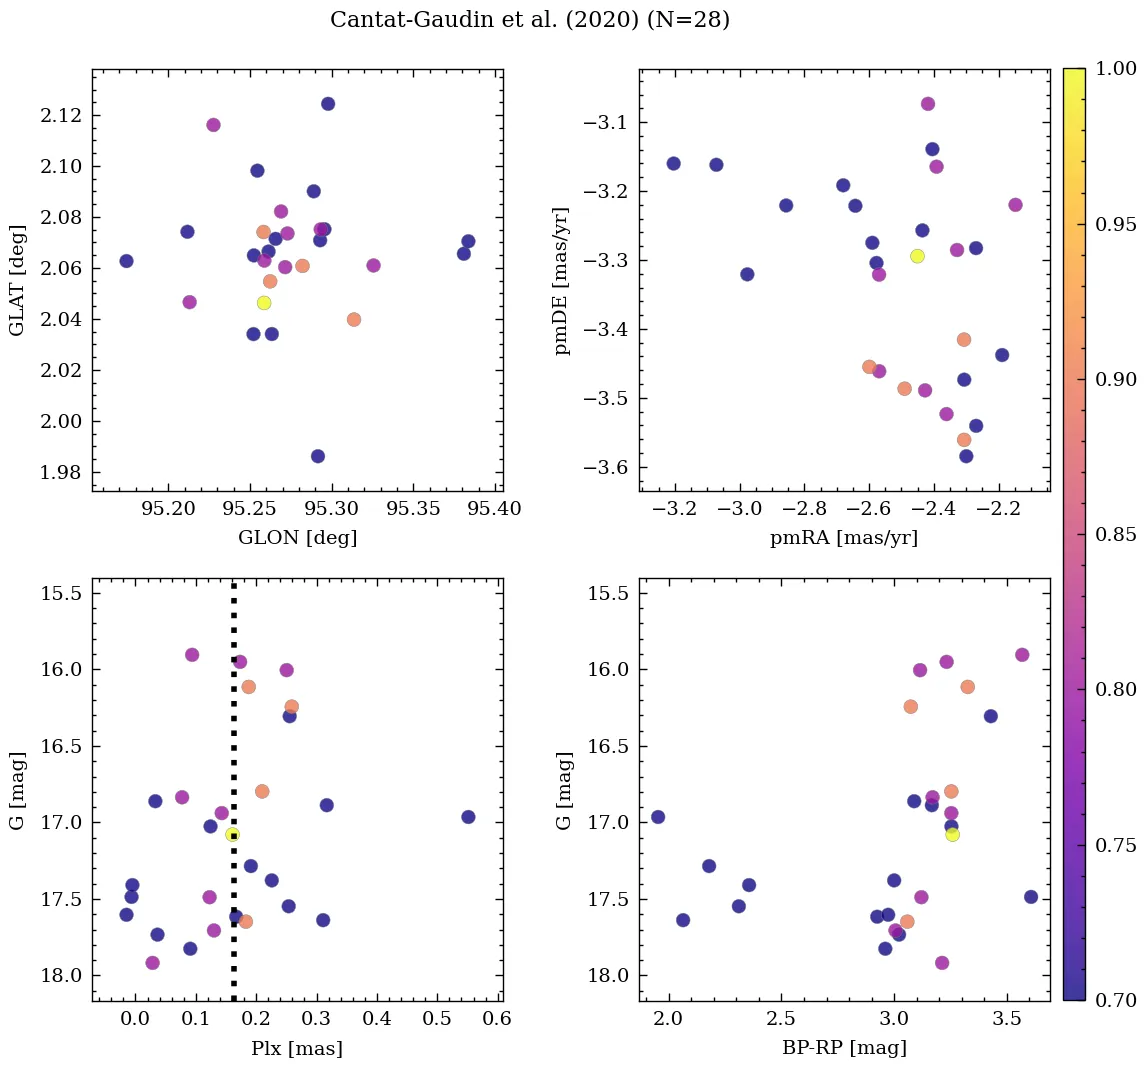 Cantat-Gaudin et al. (2020) (N=28)
2.12
2.10
2.08
2.06
2.04
2.02
2.00
1.98
GLAT [deg]
95.20 95.25 95.30 95.35 95.40
GLON [deg]
−3.1
−3.2
−3.3
−3.4
−3.5
−3.6
pmDE [mas/yr]
−3.2 −3.0 −2.8 −2.6 −2.4 −2.2
pmRA [mas/yr]
15.5
16.0
16.5
17.0
17.5
18.0
G [mag]
0.0 0.1 0.2 0.3 0.4 0.5 0.6
Plx [mas]
15.5
16.0
16.5
17.0
17.5
18.0
G [mag]
2.0 2.5 3.0 3.5
BP-RP [mag]
1.00
0.95
0.90
0.85
0.80
0.75
0.70